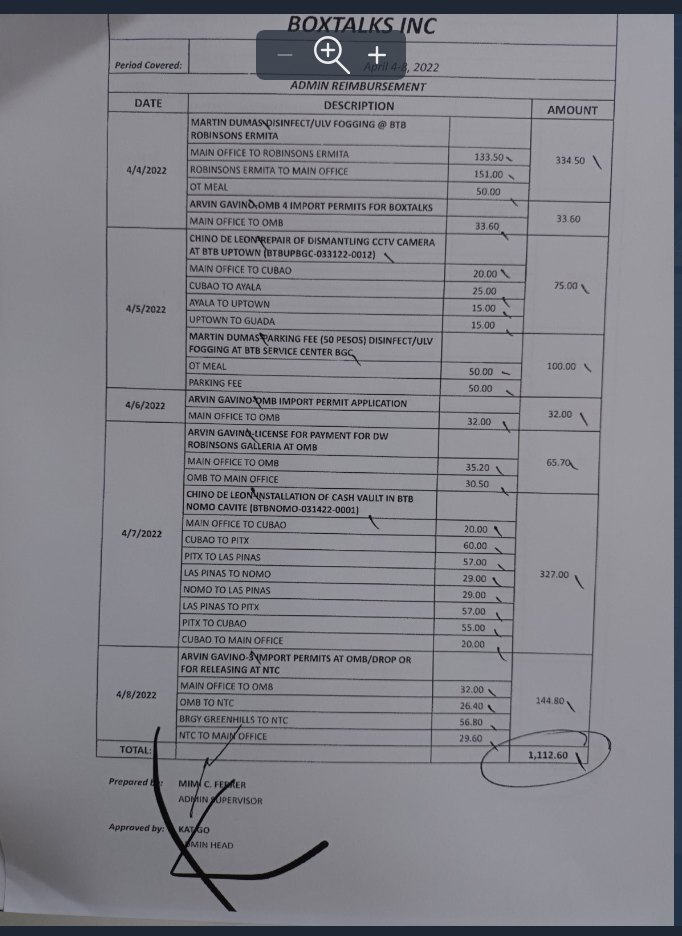 BOXTALKS INC
Period Covered: April 4-8, 2022
ADMIN REIMBURSEMENT
DATE DESCRIPTION AMOUNT
4/4/2022
MARTIN DUMAS-DISINFECT/ULV FOGGING @ BTB
ROBINSONS ERMITA
MAIN OFFICE TO ROBINSONS ERMITA 133.50
ROBINSONS ERMITA TO MAIN OFFICE 151.00
OT MEAL 50.00
334.50
ARVIN GAVINO-OMB 4 IMPORT PERMITS FOR BOXTALKS
MAIN OFFICE TO OMB 33.60
33.60
4/5/2022
CHINO DE LEON-REPAIR OF DISMANTLING CCTV CAMERA
AT BTB UPTOWN (BTBUPBGC-033122-0012)
MAIN OFFICE TO CUBAO 20.00
CUBAO TO AYALA 25.00
AYALA TO UPTOWN 15.00
UPTOWN TO GUADA 15.00
75.00
MARTIN DUMAS-PARKING FEE (50 PESOS) DISINFECT/ULV
FOGGING AT BTB SERVICE CENTER BGC
OT MEAL 50.00
PARKING FEE 50.00
100.00
4/6/2022
ARVIN GAVINO-OMB IMPORT PERMIT APPLICATION
MAIN OFFICE TO OMB 32.00
32.00
4/7/2022
ARVIN GAVINO-LICENSE FOR PAYMENT FOR DW
ROBINSONS GALLERIA AT OMB
MAIN OFFICE TO OMB 35.20
OMB TO MAIN OFFICE 30.50
65.70
CHINO DE LEON-INSTALLATION OF CASH VAULT IN BTB
NOMO CAVITE (BTBNOMO-031422-0001)
MAIN OFFICE TO CUBAO 20.00
CUBAO TO PITX 60.00
PITX TO LAS PINAS 57.00
LAS PINAS TO NOMO 29.00
NOMO TO LAS PINAS 29.00
LAS PINAS TO PITX 57.00
PITX TO CUBAO 55.00
CUBAO TO MAIN OFFICE 20.00
327.00
4/8/2022
ARVIN GAVINO-3 IMPORT PERMITS AT OMB/DROP OR
FOR RELEASING AT NTC
MAIN OFFICE TO OMB 32.00
OMB TO NTC 26.40
BRGY GREENHILLS TO NTC 56.80
NTC TO MAIN OFFICE 29.60
144.80
TOTAL: 1,112.60
Prepared by: MIMI C. FERRER
ADMIN SUPERVISOR
Approved by: KAT GO
ADMIN HEAD